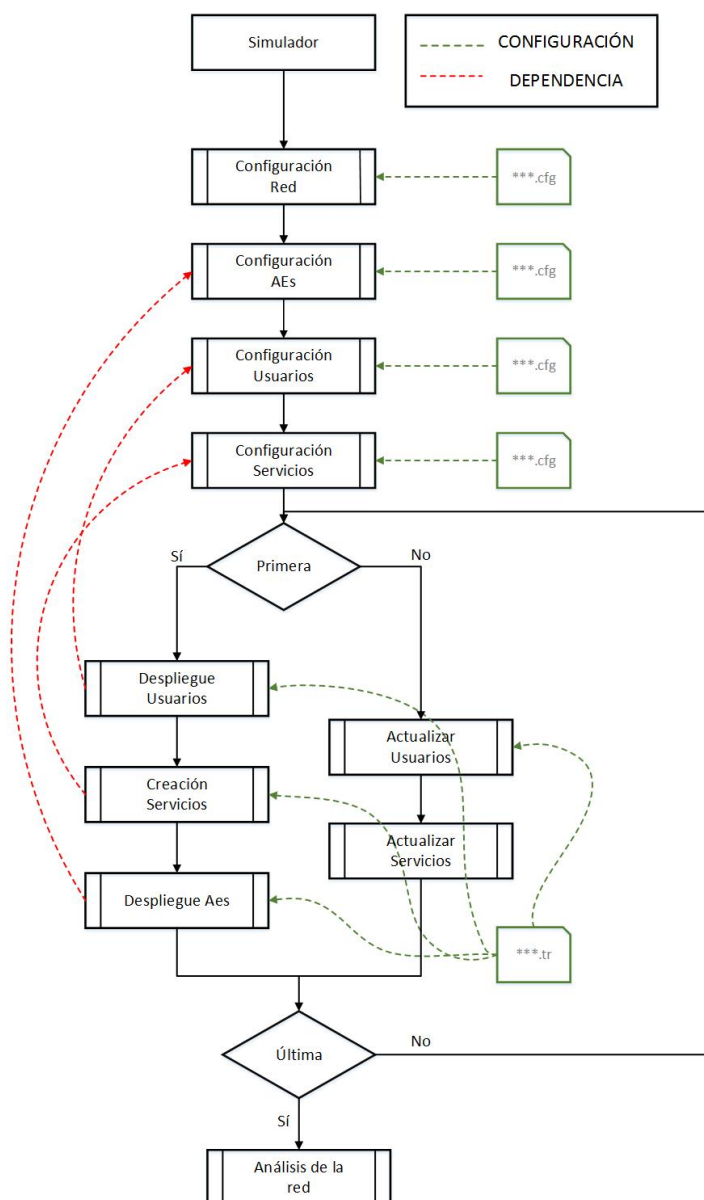 Simulador
CONFIGURACIÓN
DEPENDENCIA
Configuración
Red
***.cfg
Configuración
AEs
***.cfg
Configuración
Usuarios
***.cfg
Configuración
Servicios
***.cfg
Primera
Sí
No
Despliegue
Usuarios
Actualizar
Usuarios
Creación
Servicios
Actualizar
Servicios
Despliegue Aes
***.tr
Última
No
Sí
Análisis de la
red